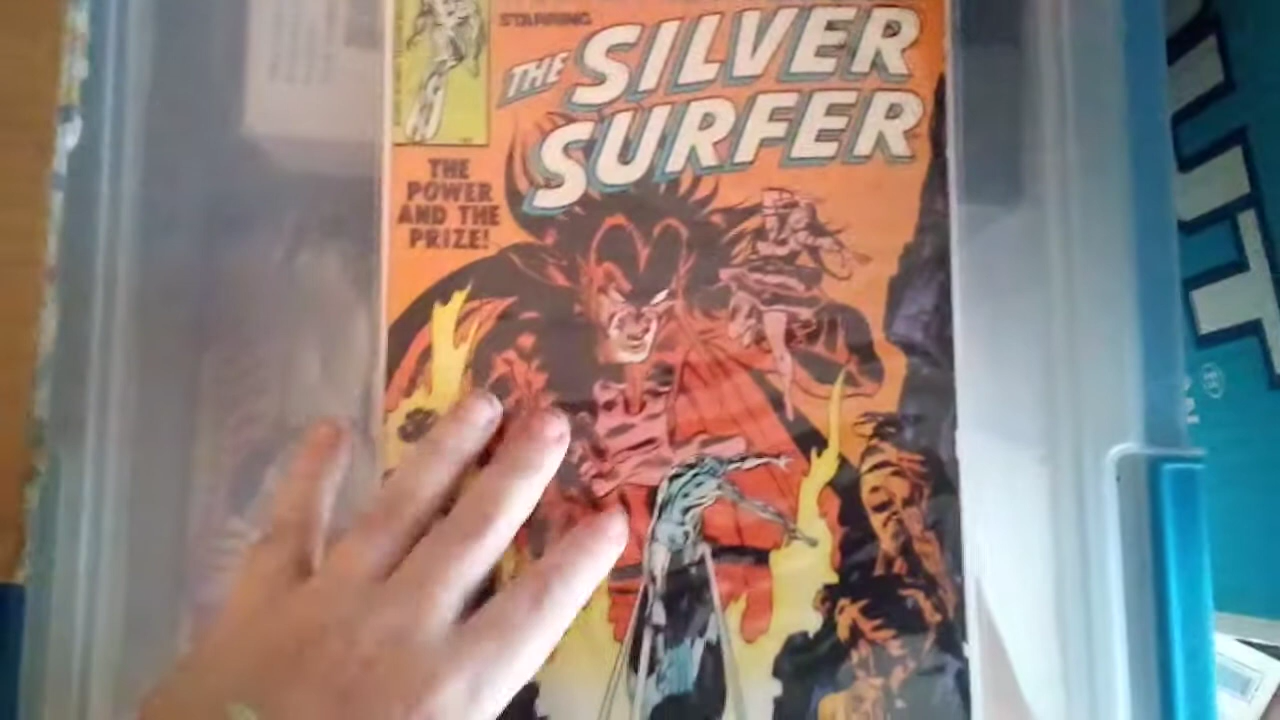 STARRING
THE SILVER
SURFER
THE
POWER
AND THE
PRIZE!